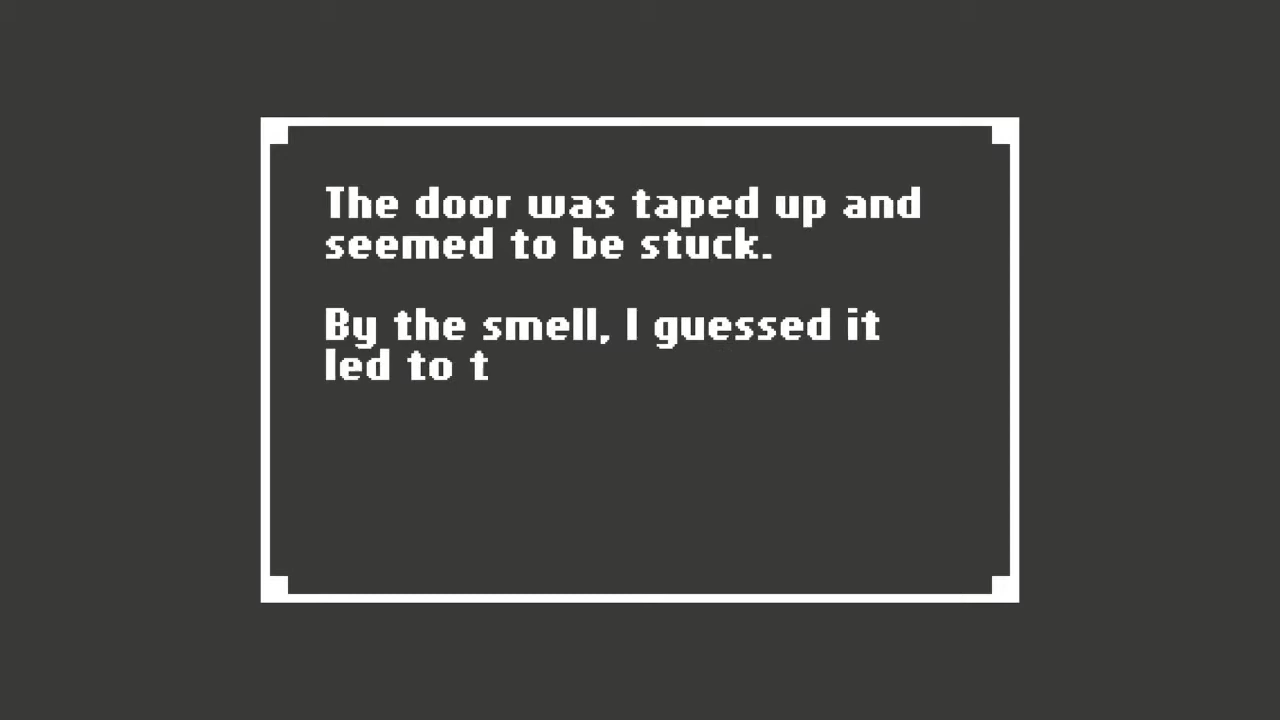 The door was taped up and
seemed to be stuck.
By the smell, I guessed it
led to t